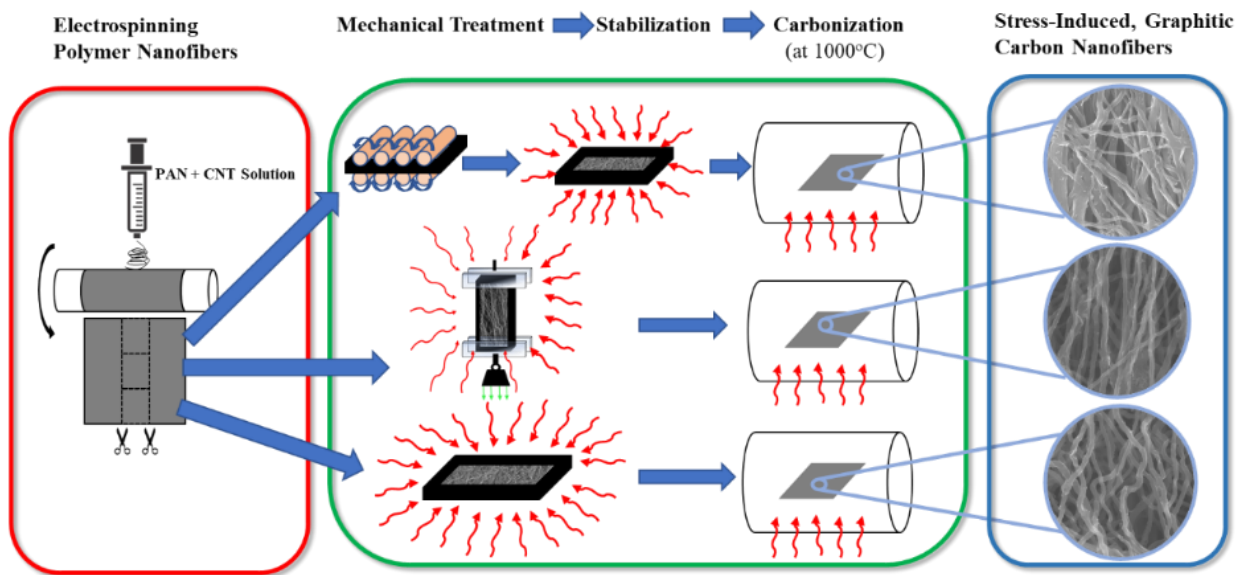 Electrospinning
Polymer Nanofibers
Mechanical Treatment Stabilization Carbonization
(at 1000°C)
Stress-Induced, Graphitic
Carbon Nanofibers
PAN + CNT Solution